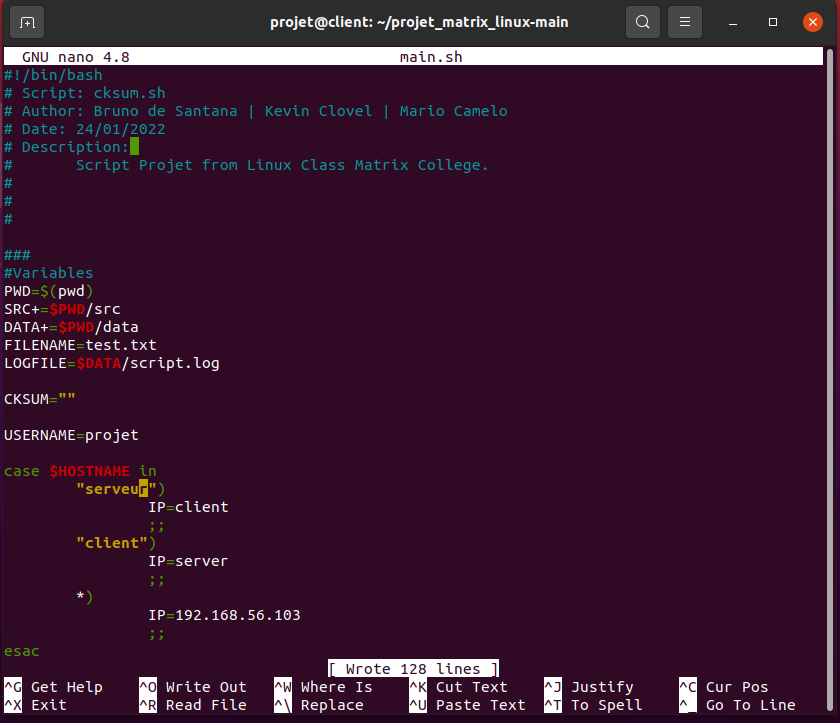 projet@client: ~/projet_matrix_linux-main
GNU nano 4.8 main.sh
#!/bin/bash
# Script: cksum.sh
# Author: Bruno de Santana | Kevin Clovel | Mario Camelo
# Date: 24/01/2022
# Description:
# Script Projet from Linux Class Matrix College.
#
#
#
###
#Variables
PWD=$(pwd)
SRC+=$PWD/src
DATA+=$PWD/data
FILENAME=test.txt
LOGFILE=$DATA/script.log
CKSUM=""
USERNAME=projet
case $HOSTNAME in
"serveur")
IP=client
;;
"client")
IP=server
;;
*)
IP=192.168.56.103
;;
esac
[ Wrote 128 lines ]
^G Get Help ^O Write Out ^W Where Is ^K Cut Text ^J Justify ^C Cur Pos
^X Exit ^R Read File ^\ Replace ^U Paste Text ^T To Spell ^_ Go To Line